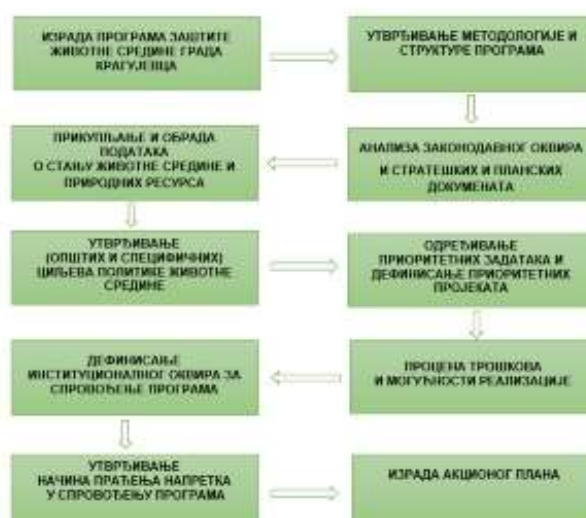 ИЗРАДА ПРОГРАМА ЗАШТИТЕ
ЖИВОТНЕ СРЕДИНЕ ГРАДА
КРАГУЈЕВЦА
УТВРЂИВАЊЕ МЕТОДОЛОГИЈЕ И
СТРУКТУРЕ ПРОГРАМА
АНАЛИЗА ЗАКОНОДАВНОГ ОКВИРА
И СТРАТЕШКИХ И ПЛАНСКИХ
ДОКУМЕНАТА
ПРИКУПЉАЊЕ И ОБРАДА
ПОДАТАКА
О СТАЊУ ЖИВОТНЕ СРЕДИНЕ И
ПРИРОДНИХ РЕСУРСА
УТВРЂИВАЊЕ
(ОПШТИХ И СПЕЦИФИЧНИХ)
ЦИЉЕВА ПОЛИТИКЕ ЖИВОТНЕ
СРЕДИНЕ
ОДРЕЂИВАЊЕ
ПРИОРИТЕТНИХ ЗАДАТАКА И
ДЕФИНИСАЊЕ ПРИОРИТЕТНИХ
ПРОЈЕКАТА
ПРОЦЕНА ТРОШКОВА
И МОГУЋНОСТИ РЕАЛИЗАЦИЈЕ
ДЕФИНИСАЊЕ
ИНСТИТУЦИОНАЛНОГ ОКВИРА ЗА
СПРОВОЂЕЊЕ ПРОГРАМА
УТВРЂИВАЊЕ
НАЧИНА ПРАЋЕЊА НАПРЕТКА
У СПРОВОЂЕЊУ ПРОГРАМА
ИЗРАДА АКЦИОНОГ ПЛАНА